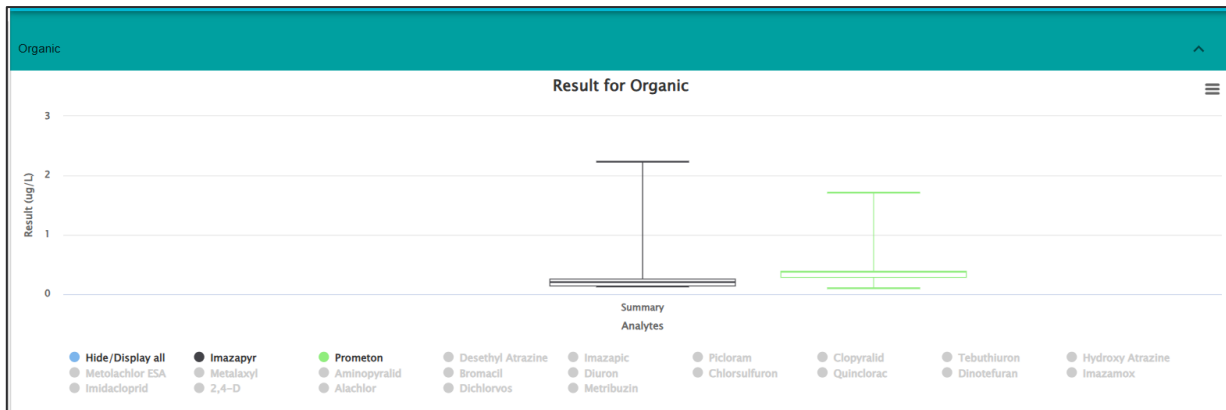 Organic
Result for Organic
3
2
1
0
Result (ug/L)
Summary
Analytes
Hide/Display all Imazapyr Prometon Desethyl Atrazine Imazapic Picloram Clopyralid Tebuthiuron Hydroxy Atrazine
Metolachlor ESA Metalaxyl Aminopyralid Bromacil Diuron Chlorsulfuron Quinclorac Dinotefuran Imazamox
Imidacloprid 2,4-D Alachlor Dichlorvos Metribuzin